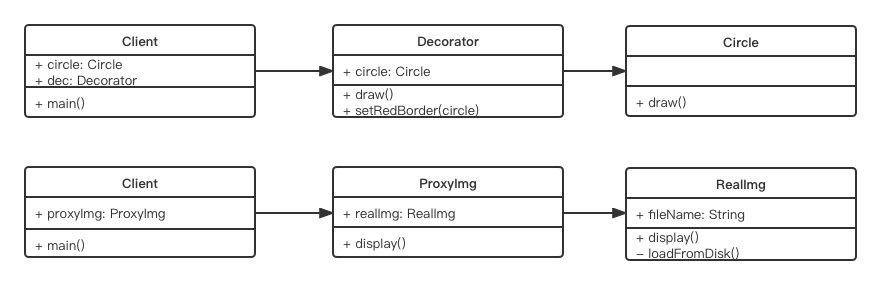 Client
+ circle: Circle
+ dec: Decorator
+ main()
Decorator
+ circle: Circle
+ draw()
+ setRedBorder(circle)
Circle
+ draw()
Client
+ proxyImg: ProxyImg
+ main()
ProxyImg
+ realImg: RealImg
+ display()
RealImg
+ fileName: String
+ display()
– loadFromDisk()